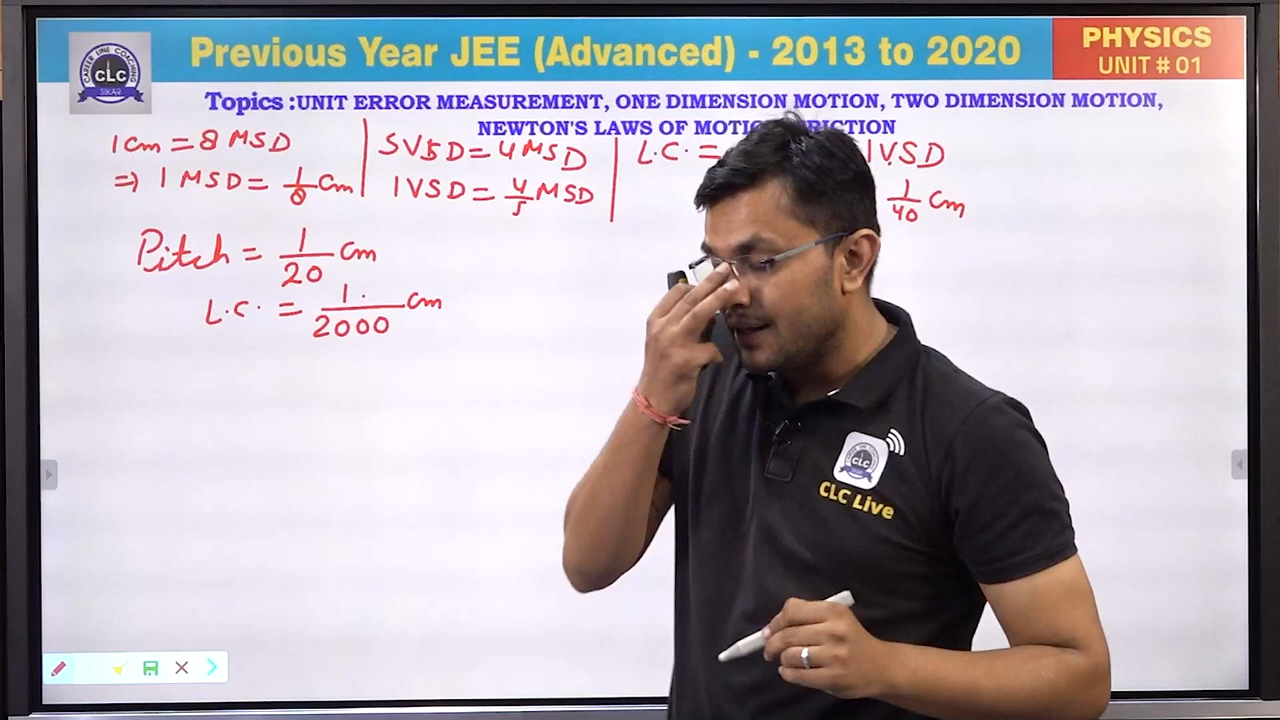 Previous Year JEE (Advanced) - 2013 to 2020
PHYSICS
UNIT # 01
CAREER LINE COACHING
CLC
SIKAR
Topics :UNIT ERROR MEASUREMENT, ONE DIMENSION MOTION, TWO DIMENSION MOTION,
NEWTON'S LAWS OF
1cm = 8 MSD
⇒ 1 MSD = 1/8 cm
5VSD = 4MSD
1VSD = 4/5 MSD
L.C. =
1VSD
1/40 cm
Pitch = 1/20 cm
L.C. = 1/2000 cm
CLC
CLC Live